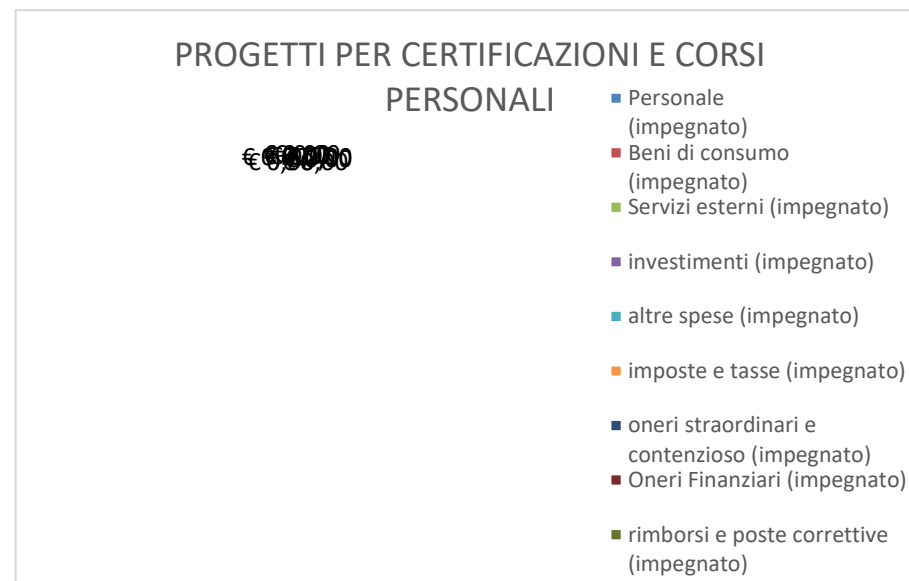 PROGETTI PER CERTIFICAZIONI E CORSI
PERSONALI
Personale
(impegnato)
Beni di consumo
(impegnato)
Servizi esterni (impegnato)
investimenti (impegnato)
altre spese (impegnato)
imposte e tasse (impegnato)
oneri straordinari e
contenzioso (impegnato)
Oneri Finanziari (impegnato)
rimborsi e poste correttive
(impegnato)